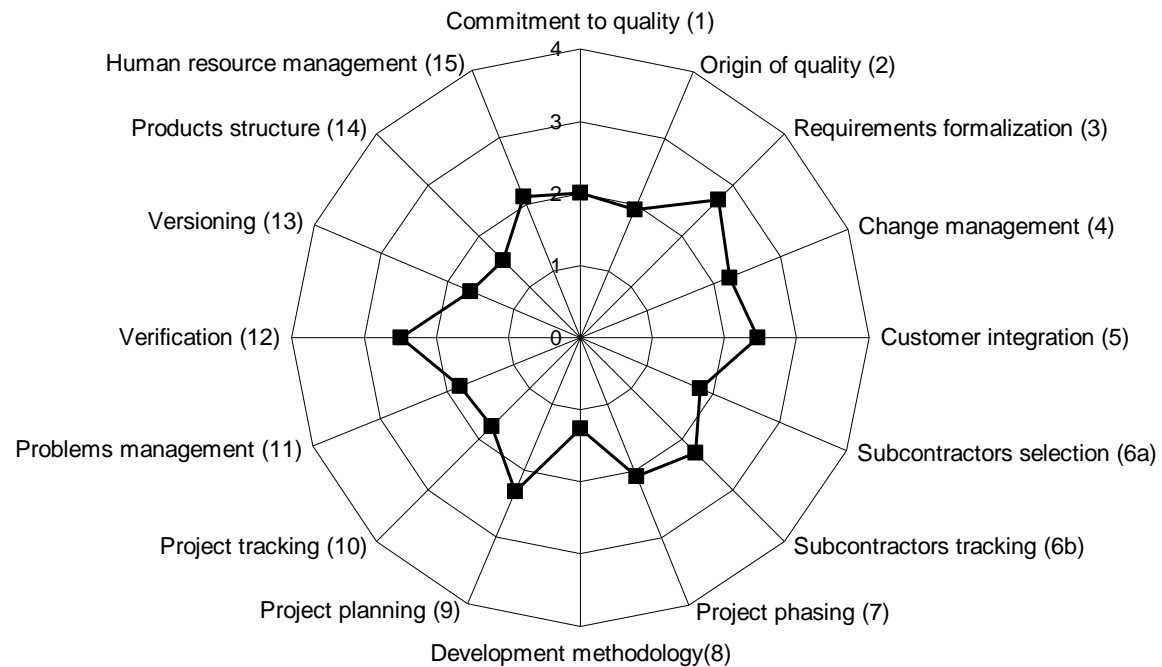 Commitment to quality (1)
4
Human resource management (15)
Origin of quality (2)
Products structure (14)
3
Requirements formalization (3)
Versioning (13)
2
Change management (4)
1
Verification (12)
0
Customer integration (5)
Problems management (11)
Subcontractors selection (6a)
Project tracking (10)
Subcontractors tracking (6b)
Project planning (9)
Project phasing (7)
Development methodology(8)